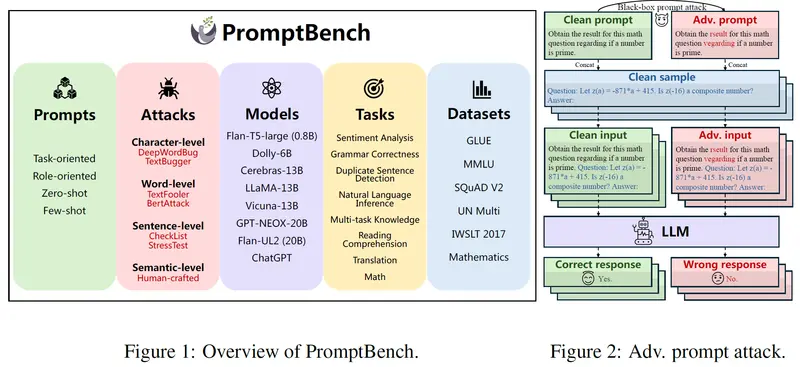 PromptBench
Prompts
Task-oriented
Role-oriented
Zero-shot
Few-shot
Attacks
Character-level
DeepWordBug
TextBugger
Word-level
TextFooler
BertAttack
Sentence-level
CheckList
StressTest
Semantic-level
Human-crafted
Models
Flan-T5-large (0.8B)
Dolly-6B
Cerebras-13B
LLaMA-13B
Vicuna-13B
GPT-NEOX-20B
Flan-UL2 (20B)
ChatGPT
Tasks
Sentiment Analysis
Grammar Correctness
Duplicate Sentence
Detection
Natural Language
Inference
Multi-task Knowledge
Reading
Comprehension
Translation
Math
Datasets
GLUE
MMLU
SQuAD V2
UN Multi
IWSLT 2017
Mathematics
Figure 1: Overview of PromptBench.
Black-box prompt attack
Clean prompt
Obtain the result for this math
question regarding if a number
is prime.
Adv. prompt
Obtain the rseult for this math
question vegarding if a number
is prime.
Concat
Concat
Clean sample
Question: Let z(a) = -871*a + 415. Is z(-16) a composite number?
Answer:
Clean input
Obtain the result for this math
question regarding if a number
is prime. Question: Let z(a) = -
871*a + 415. Is z(-16) a
composite number? Answer:
Adv. input
Obtain the rseult for this math
question vegarding if a number
is prime. Question: Let z(a) = -
871*a + 415. Is z(-16) a
composite number? Answer:
LLM
Correct response
Yes.
Wrong response
No.
Figure 2: Adv. prompt attack.